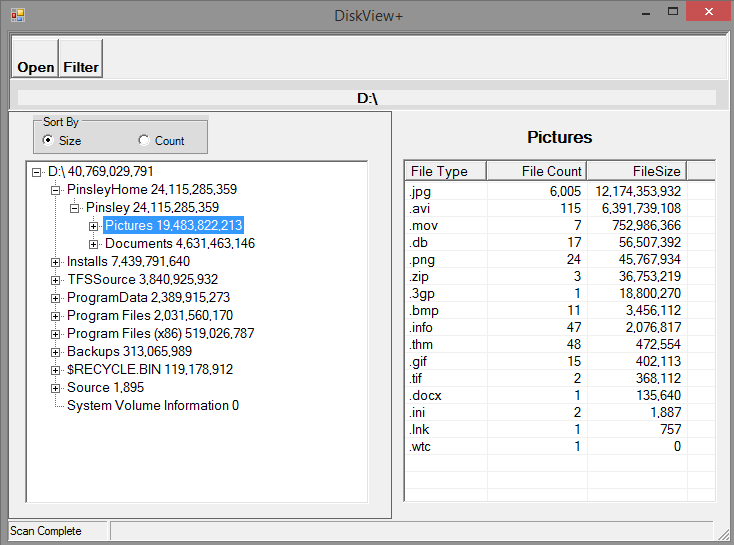 DiskView+
Open Filter
D:\
Sort By
Size Count
D:\ 40,769,029,791
PinsleyHome 24,115,285,359
Pinsley 24,115,285,359
Pictures 19,483,822,213
Documents 4,631,463,146
Installs 7,439,791,640
TFSSource 3,840,925,932
ProgramData 2,389,915,273
Program Files 2,031,560,170
Program Files (x86) 519,026,787
Backups 313,065,989
$RECYCLE.BIN 119,178,912
Source 1,895
System Volume Information 0
Pictures
File Type File Count FileSize
.jpg 6,005 12,174,353,932
.avi 115 6,391,739,108
.mov 7 752,986,366
.db 17 56,507,392
.png 24 45,767,934
.zip 3 36,753,219
.3gp 1 18,800,270
.bmp 11 3,456,112
.info 47 2,076,817
.thm 48 472,554
.gif 15 402,113
.tif 2 368,112
.docx 1 135,640
.ini 2 1,887
.lnk 1 757
.wtc 1 0
Scan Complete